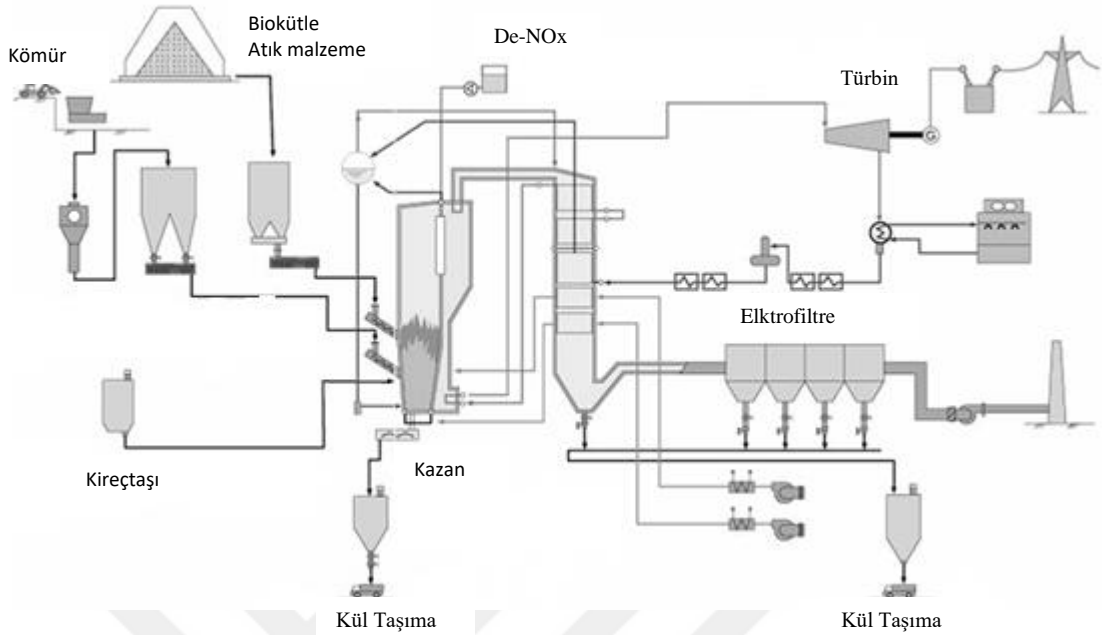 Biokütle
Atık malzeme
De-NOx
Kömür
Türbin
G
Elktrofiltre
Kireçtaşı
Kazan
Kül Taşıma
Kül Taşıma